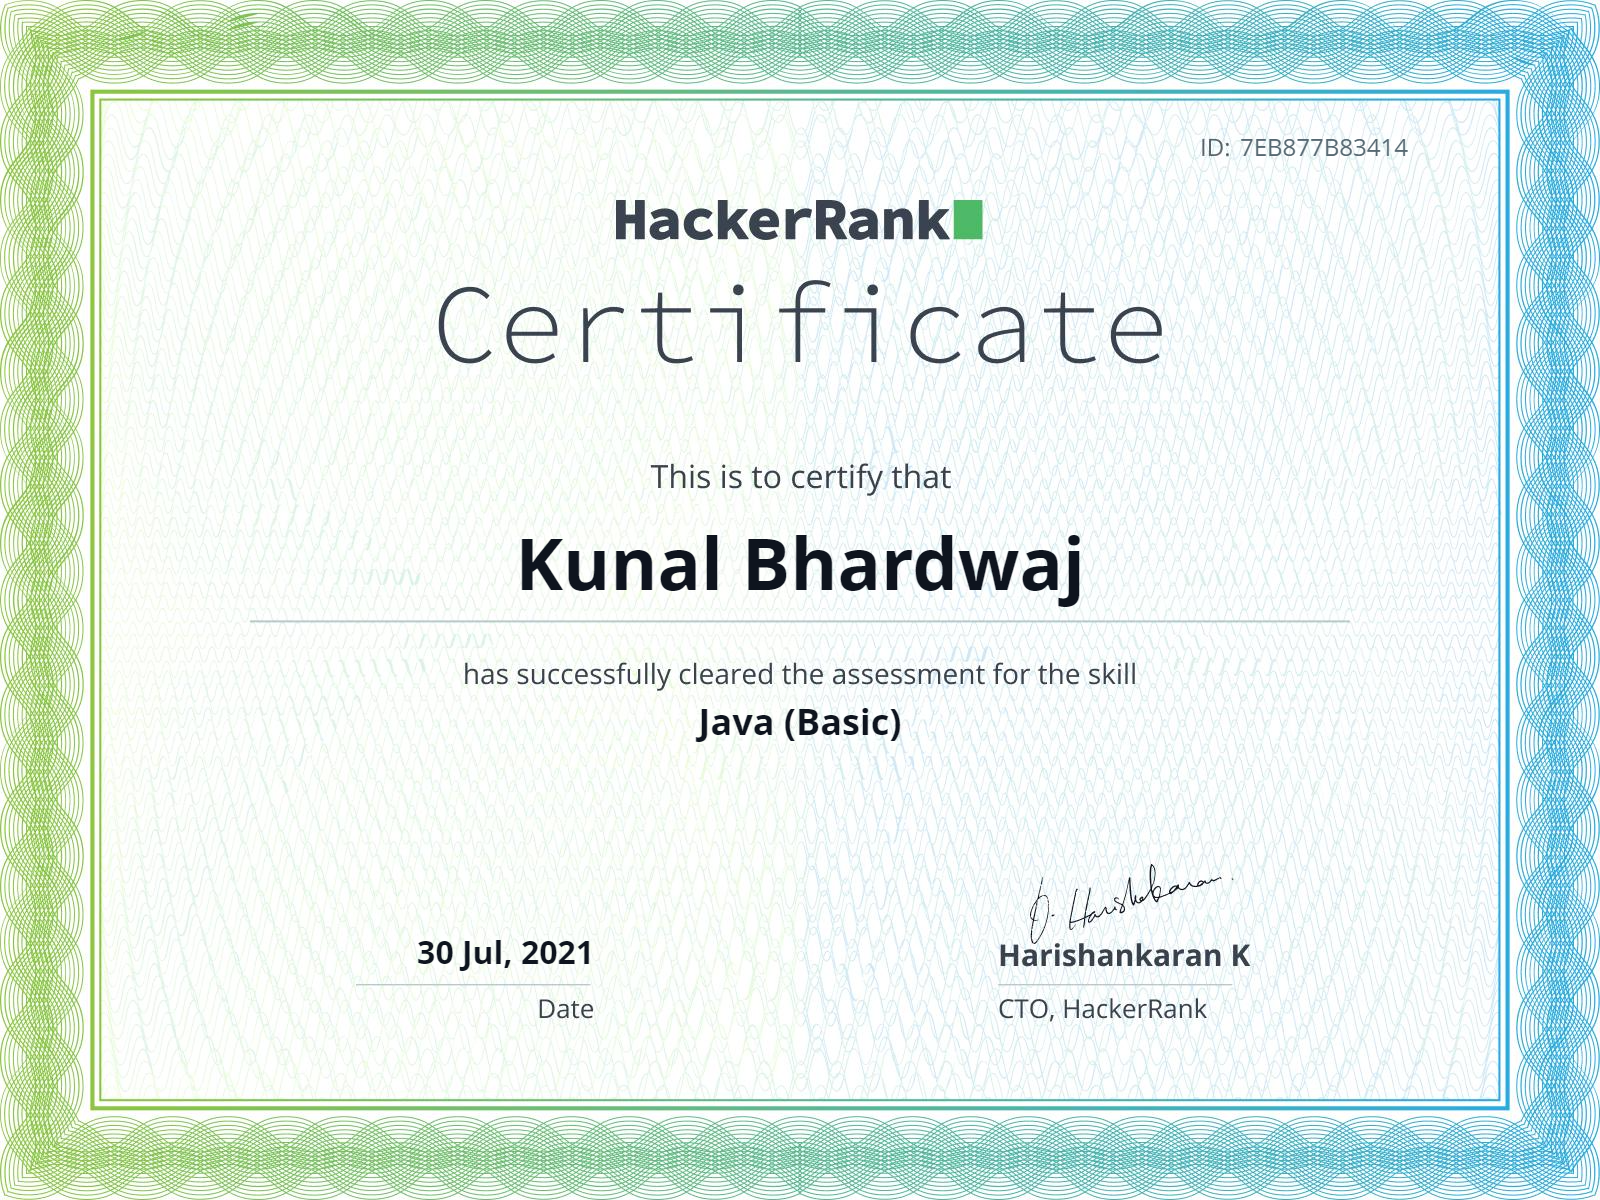 ID: 7EB877B83414
HackerRank
Certificate
This is to certify that
Kunal Bhardwaj
has successfully cleared the assessment for the skill
Java (Basic)
30 Jul, 2021
Date
Harishankaran K
CTO, HackerRank